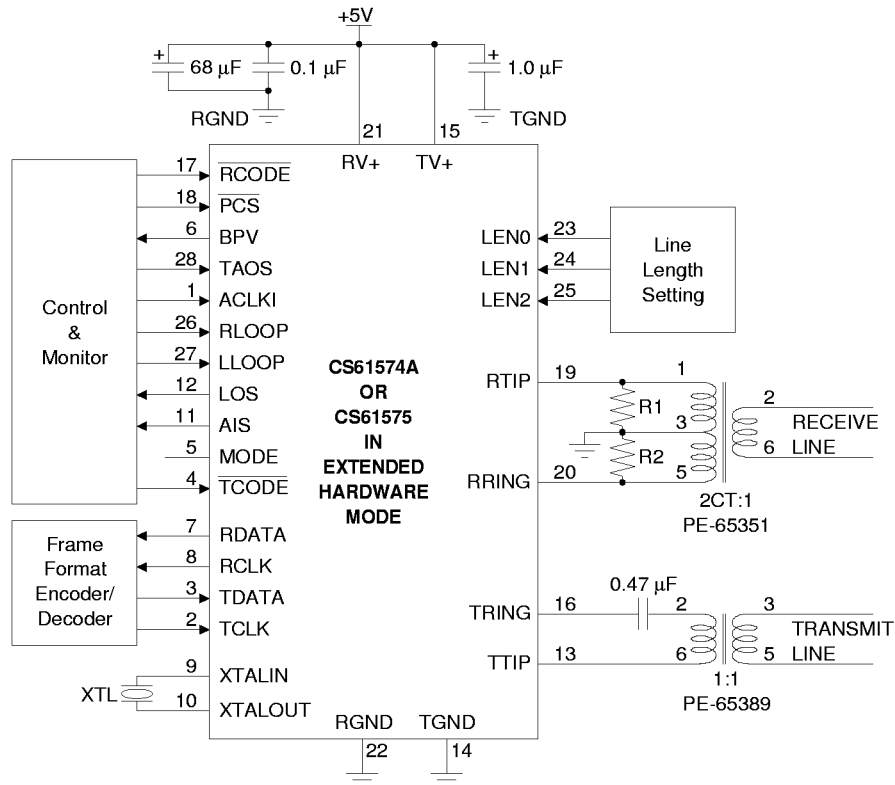 +5V
+
68 µF
0.1 µF
+
1.0 µF
RGND
TGND
21
15
RV+
TV+
Control
&
Monitor
17
RCODE
18
PCS
6
BPV
28
TAOS
1
ACLKI
26
RLOOP
27
LLOOP
12
LOS
11
AIS
5
MODE
4
TCODE
Frame
Format
Encoder/
Decoder
7
RDATA
8
RCLK
3
TDATA
2
TCLK
XTL
9
XTALIN
10
XTALOUT
CS61574A
OR
CS61575
IN
EXTENDED
HARDWARE
MODE
LEN0
23
LEN1
24
LEN2
25
Line
Length
Setting
RTIP
19
R1
R2
RRING
20
1
3
5
2
RECEIVE
6
LINE
2CT:1
PE-65351
0.47 µF
TRING
16
2
3
TRANSMIT
TTIP
13
6
5
LINE
1:1
PE-65389
RGND
TGND
22
14